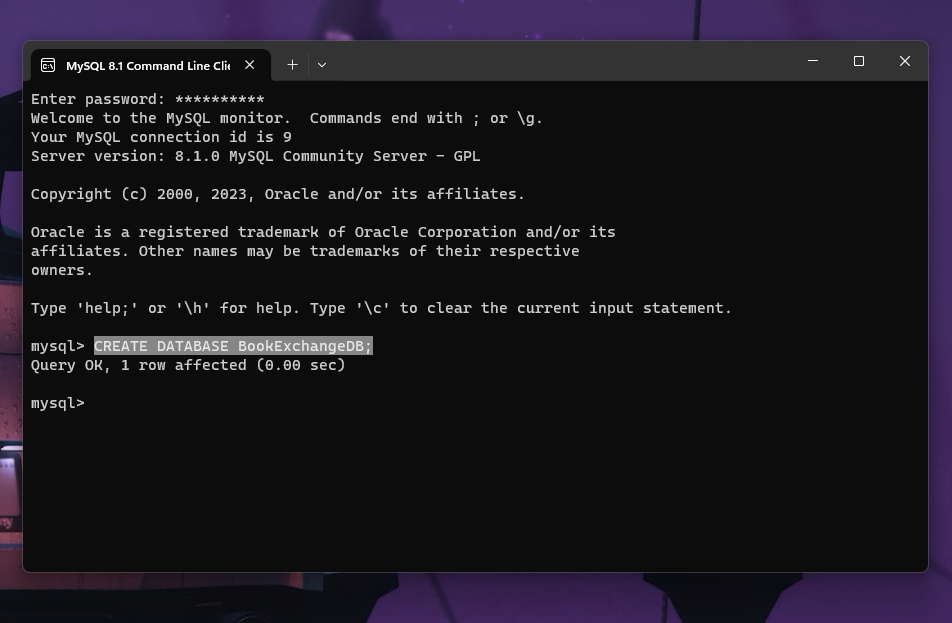 MySQL 8.1 Command Line Clie
Enter password: **********
Welcome to the MySQL monitor.  Commands end with ; or \g.
Your MySQL connection id is 9
Server version: 8.1.0 MySQL Community Server - GPL
Copyright (c) 2000, 2023, Oracle and/or its affiliates.
Oracle is a registered trademark of Oracle Corporation and/or its
affiliates. Other names may be trademarks of their respective
owners.
Type 'help;' or '\h' for help. Type '\c' to clear the current input statement.
mysql> CREATE DATABASE BookExchangeDB;
Query OK, 1 row affected (0.00 sec)
mysql>